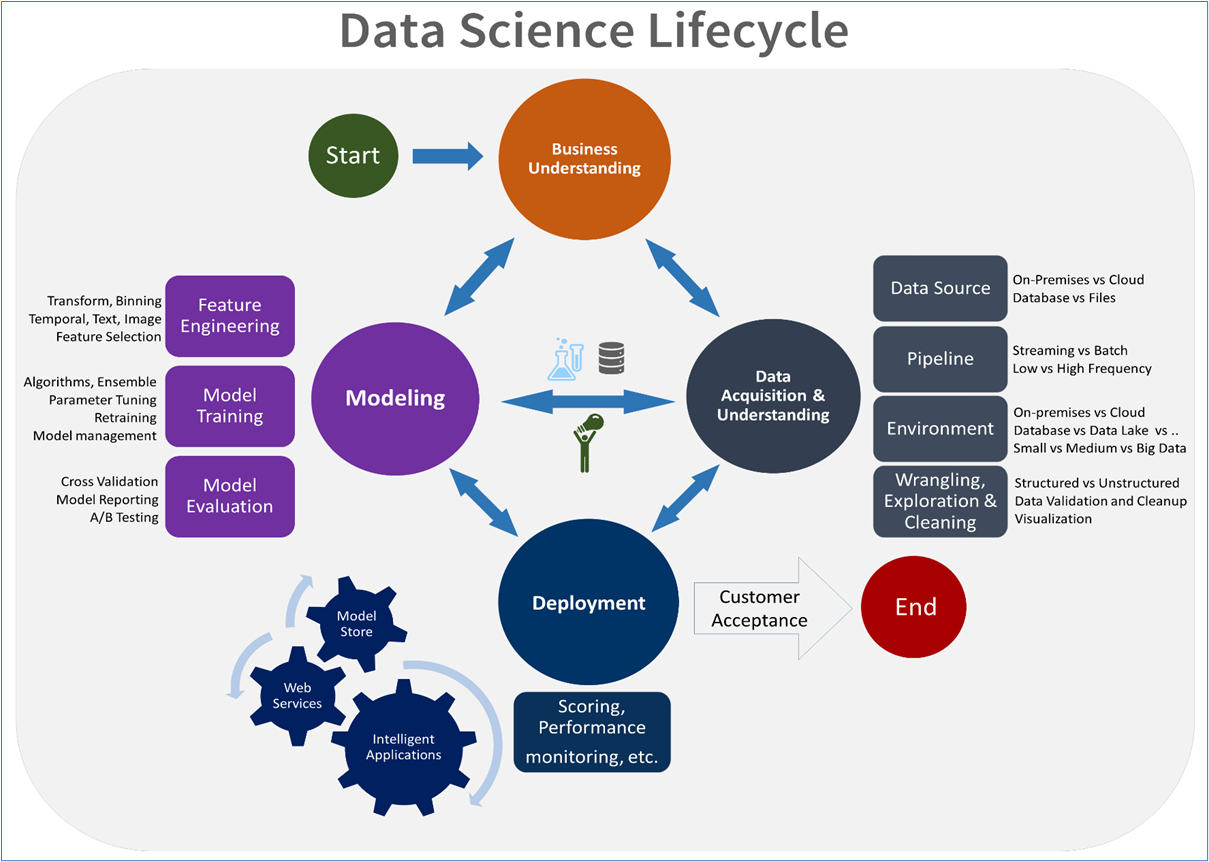 Data Science Lifecycle
Start
Business
Understanding
Feature
Engineering
Transform, Binning
Temporal, Text, Image
Feature Selection
Model
Training
Algorithms, Ensemble
Parameter Tuning
Retraining
Model management
Model
Evaluation
Cross Validation
Model Reporting
A/B Testing
Modeling
Data
Acquisition &
Understanding
Data Source
On-Premises vs Cloud
Database vs Files
Pipeline
Streaming vs Batch
Low vs High Frequency
Environment
On-premises vs Cloud
Database vs Data Lake vs ..
Small vs Medium vs Big Data
Wrangling,
Exploration &
Cleaning
Structured vs Unstructured
Data Validation and Cleanup
Visualization
Deployment
Customer
Acceptance
End
Scoring,
Performance
monitoring, etc.
Model
Store
Web
Services
Intelligent
Applications